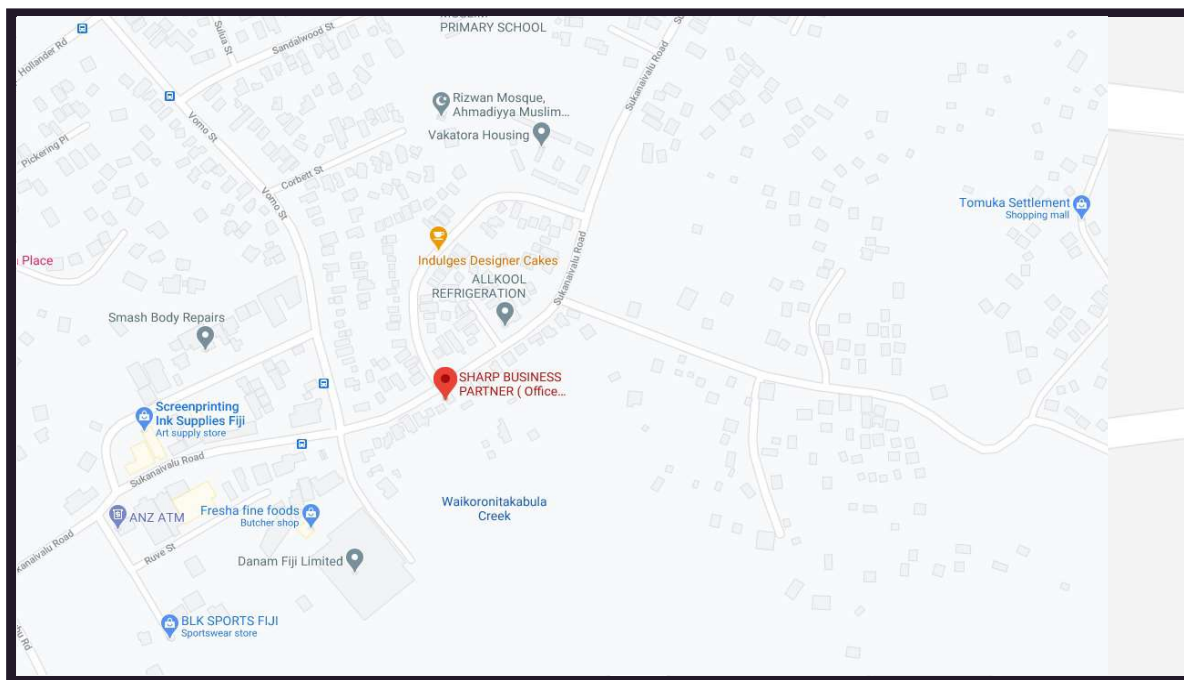 PRIMARY SCHOOL
Hollander Rd
Sulua St
Sandalwood St
Sukanaivalu Road
Rizwan Mosque,
Ahmadiyya Muslim...
Vakatora Housing
Vomo St
Pickering Pl
Corbett St
Vomo St
Tomuka Settlement
Shopping mall
Place
Indulges Designer Cakes
Sukanaivalu Road
ALLKOOL
REFRIGERATION
Smash Body Repairs
SHARP BUSINESS
PARTNER ( Office...
Screenprinting
Ink Supplies Fiji
Art supply store
Sukanaivalu Road
Waikoronitakabula
Creek
ANZ ATM
Fresha fine foods
Butcher shop
Ruve St
Danam Fiji Limited
BLK SPORTS FIJI
Sportswear store